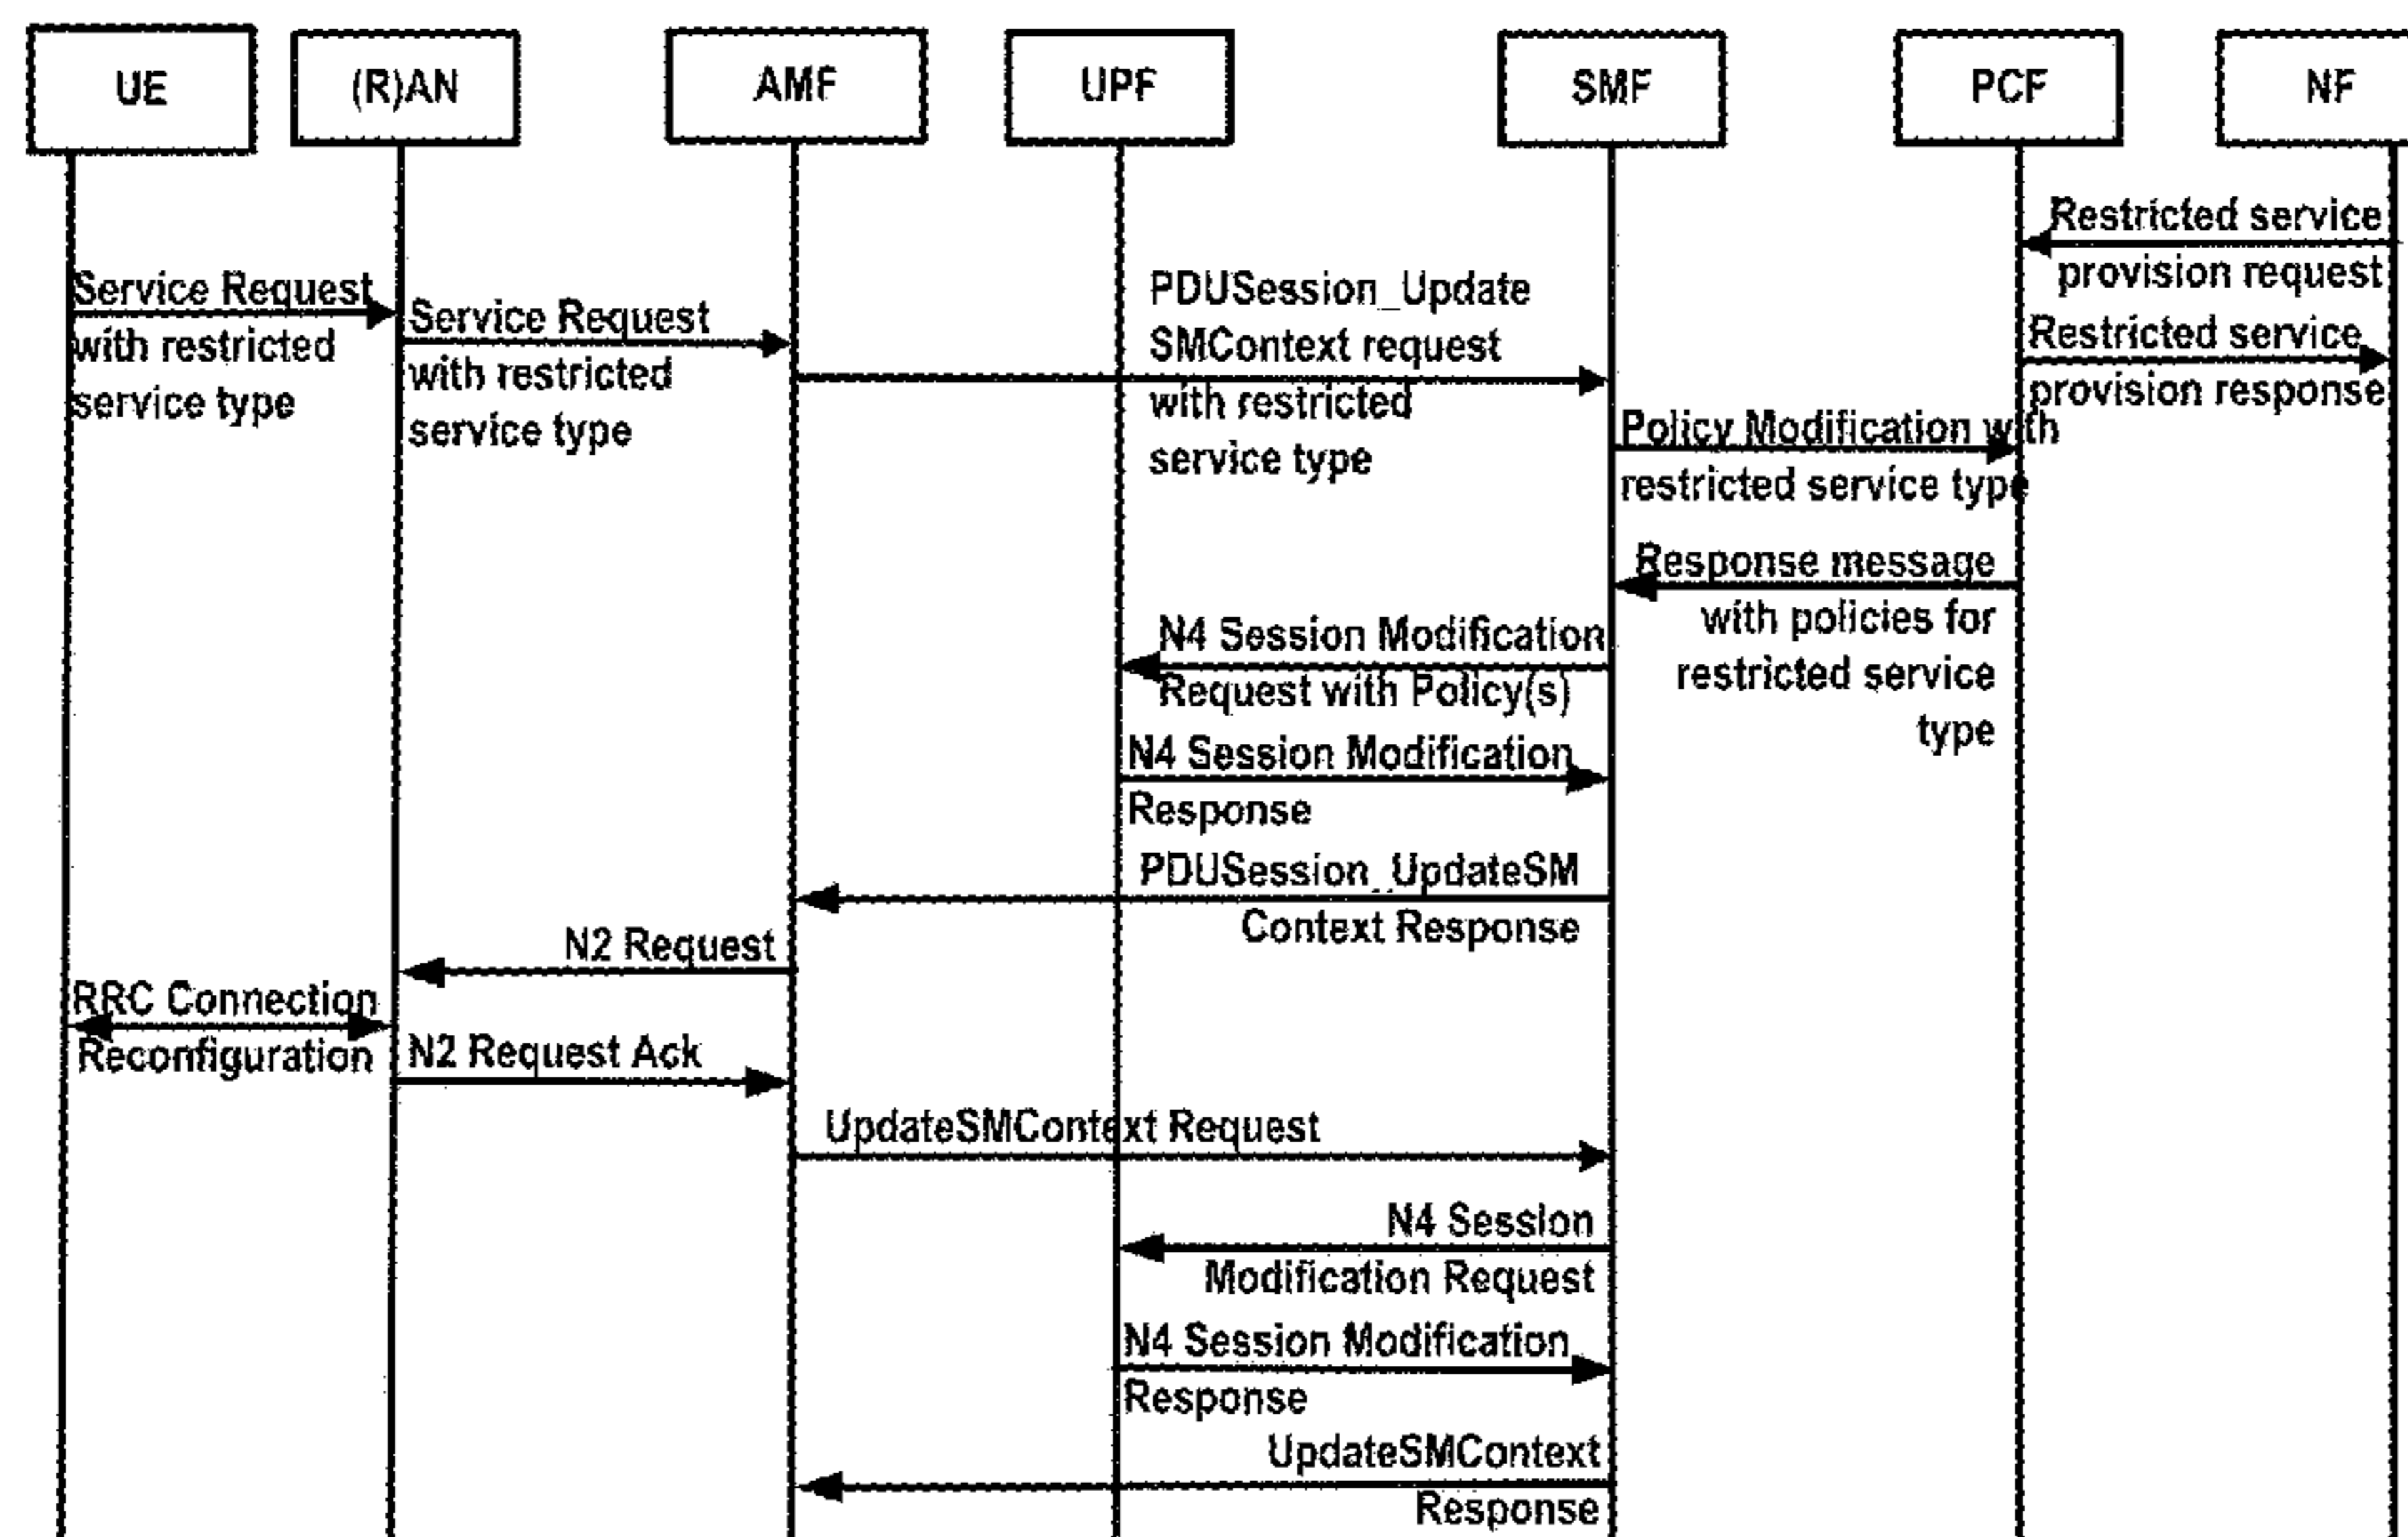 UE
(R)AN
AMF
UPF
SMF
PCF
NF
Restricted service
provision request
Service Request
with restricted
service type
Service Request
with restricted
service type
PDUSession_Update
SMContext request
with restricted
service type
Restricted service
provision response
Policy Modification with
restricted service type
Response message
with policies for
restricted service
type
N4 Session Modification
Request with Policy(s)
N4 Session Modification
Response
PDUSession_UpdateSM
Context Response
N2 Request
RRC Connection
Reconfiguration
N2 Request Ack
UpdateSMContext Request
N4 Session
Modification Request
N4 Session Modification
Response
UpdateSMContext
Response